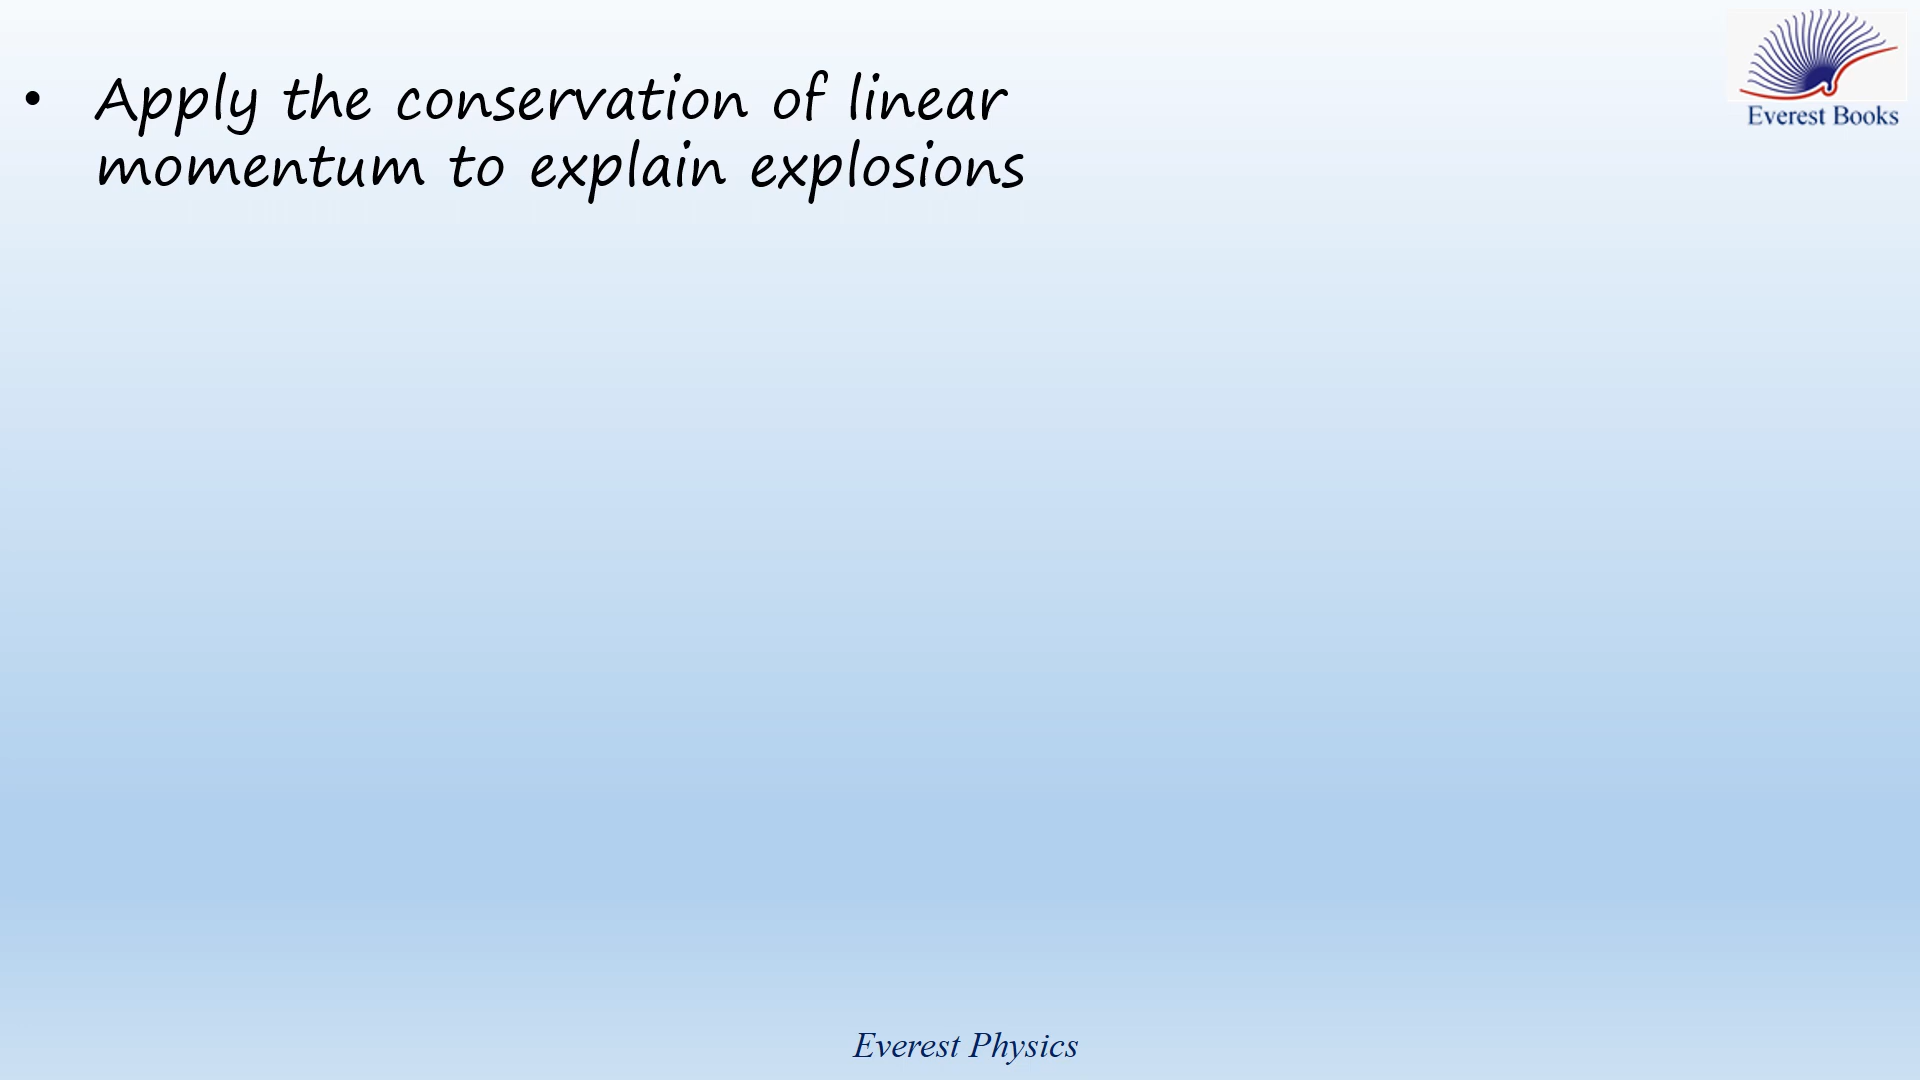 • Apply the conservation of linear
momentum to explain explosions
Everest Books
Everest Physics